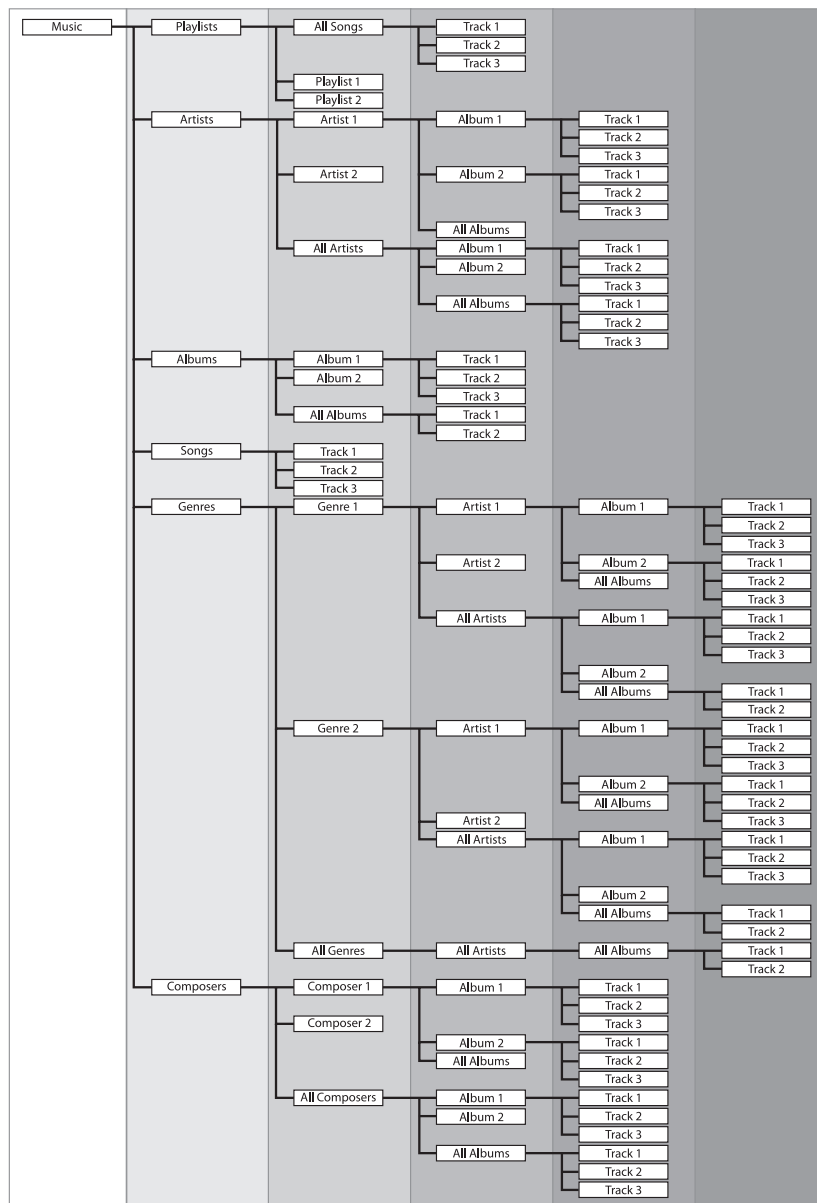 Music Playlists All Songs Track 1
Track 2
Track 3
Playlist 1
Playlist 2
Artists Artist 1 Album 1 Track 1
Track 2
Track 3
Artist 2 Album 2 Track 1
Track 2
Track 3
All Albums
All Artists Album 1 Track 1
Album 2 Track 2
Track 3
All Albums Track 1
Track 2
Track 3
Albums Album 1 Track 1
Album 2 Track 2
Track 3
All Albums Track 1
Track 2
Songs Track 1
Track 2
Track 3
Genres Genre 1 Artist 1 Album 1 Track 1
Track 2
Track 3
Artist 2 Album 2 Track 1
All Albums Track 2
Track 3
All Artists Album 1 Track 1
Track 2
Track 3
Album 2
All Albums Track 1
Track 2
Genre 2 Artist 1 Album 1 Track 1
Track 2
Track 3
Album 2 Track 1
All Albums Track 2
Artist 2 Track 3
All Artists Album 1 Track 1
Track 2
Track 3
Album 2
All Albums Track 1
Track 2
All Genres All Artists All Albums Track 1
Track 2
Composers Composer 1 Album 1 Track 1
Track 2
Composer 2 Track 3
Album 2 Track 1
All Albums Track 2
Track 3
All Composers Album 1 Track 1
Album 2 Track 2
Track 3
All Albums Track 1
Track 2
Track 3